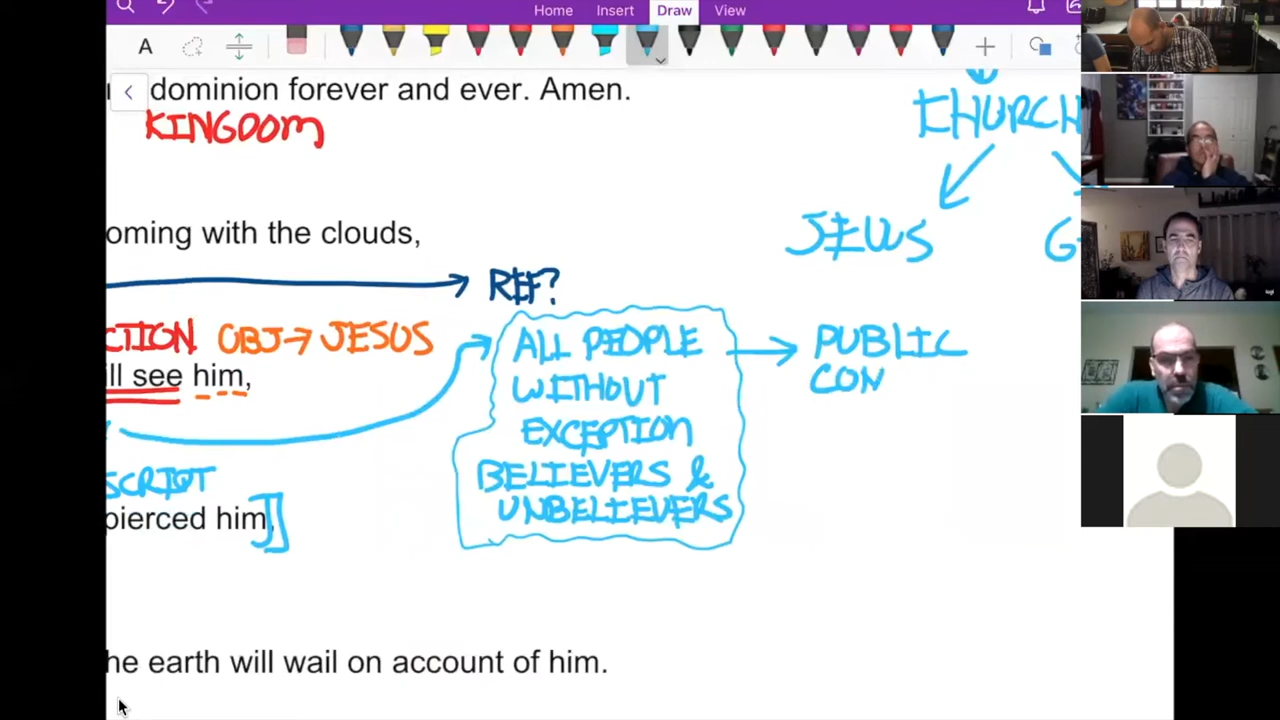 Home Insert Draw View
A
dominion forever and ever. Amen.
KINGDOM
CHURCH
JEWS G
oming with the clouds,
REF?
CTION OBJ→JESUS
ll see him,
ALL PEOPLE
WITHOUT
EXCEPTION
BELIEVERS &
UNBELIEVERS
PUBLIC
CON
SCRIPT
pierced him,]]
he earth will wail on account of him.